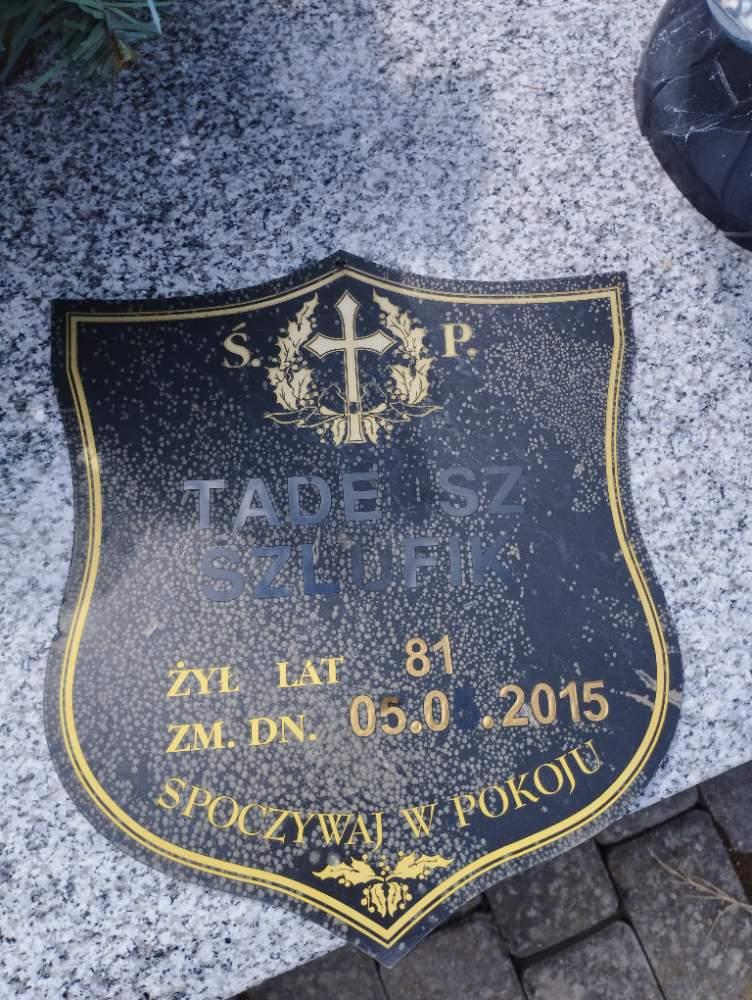 Ś. P.
TADEUSZ
SZLUFIK
ŻYŁ LAT 81
ZM. DN.
SPOCZYWAJ W POKOJU